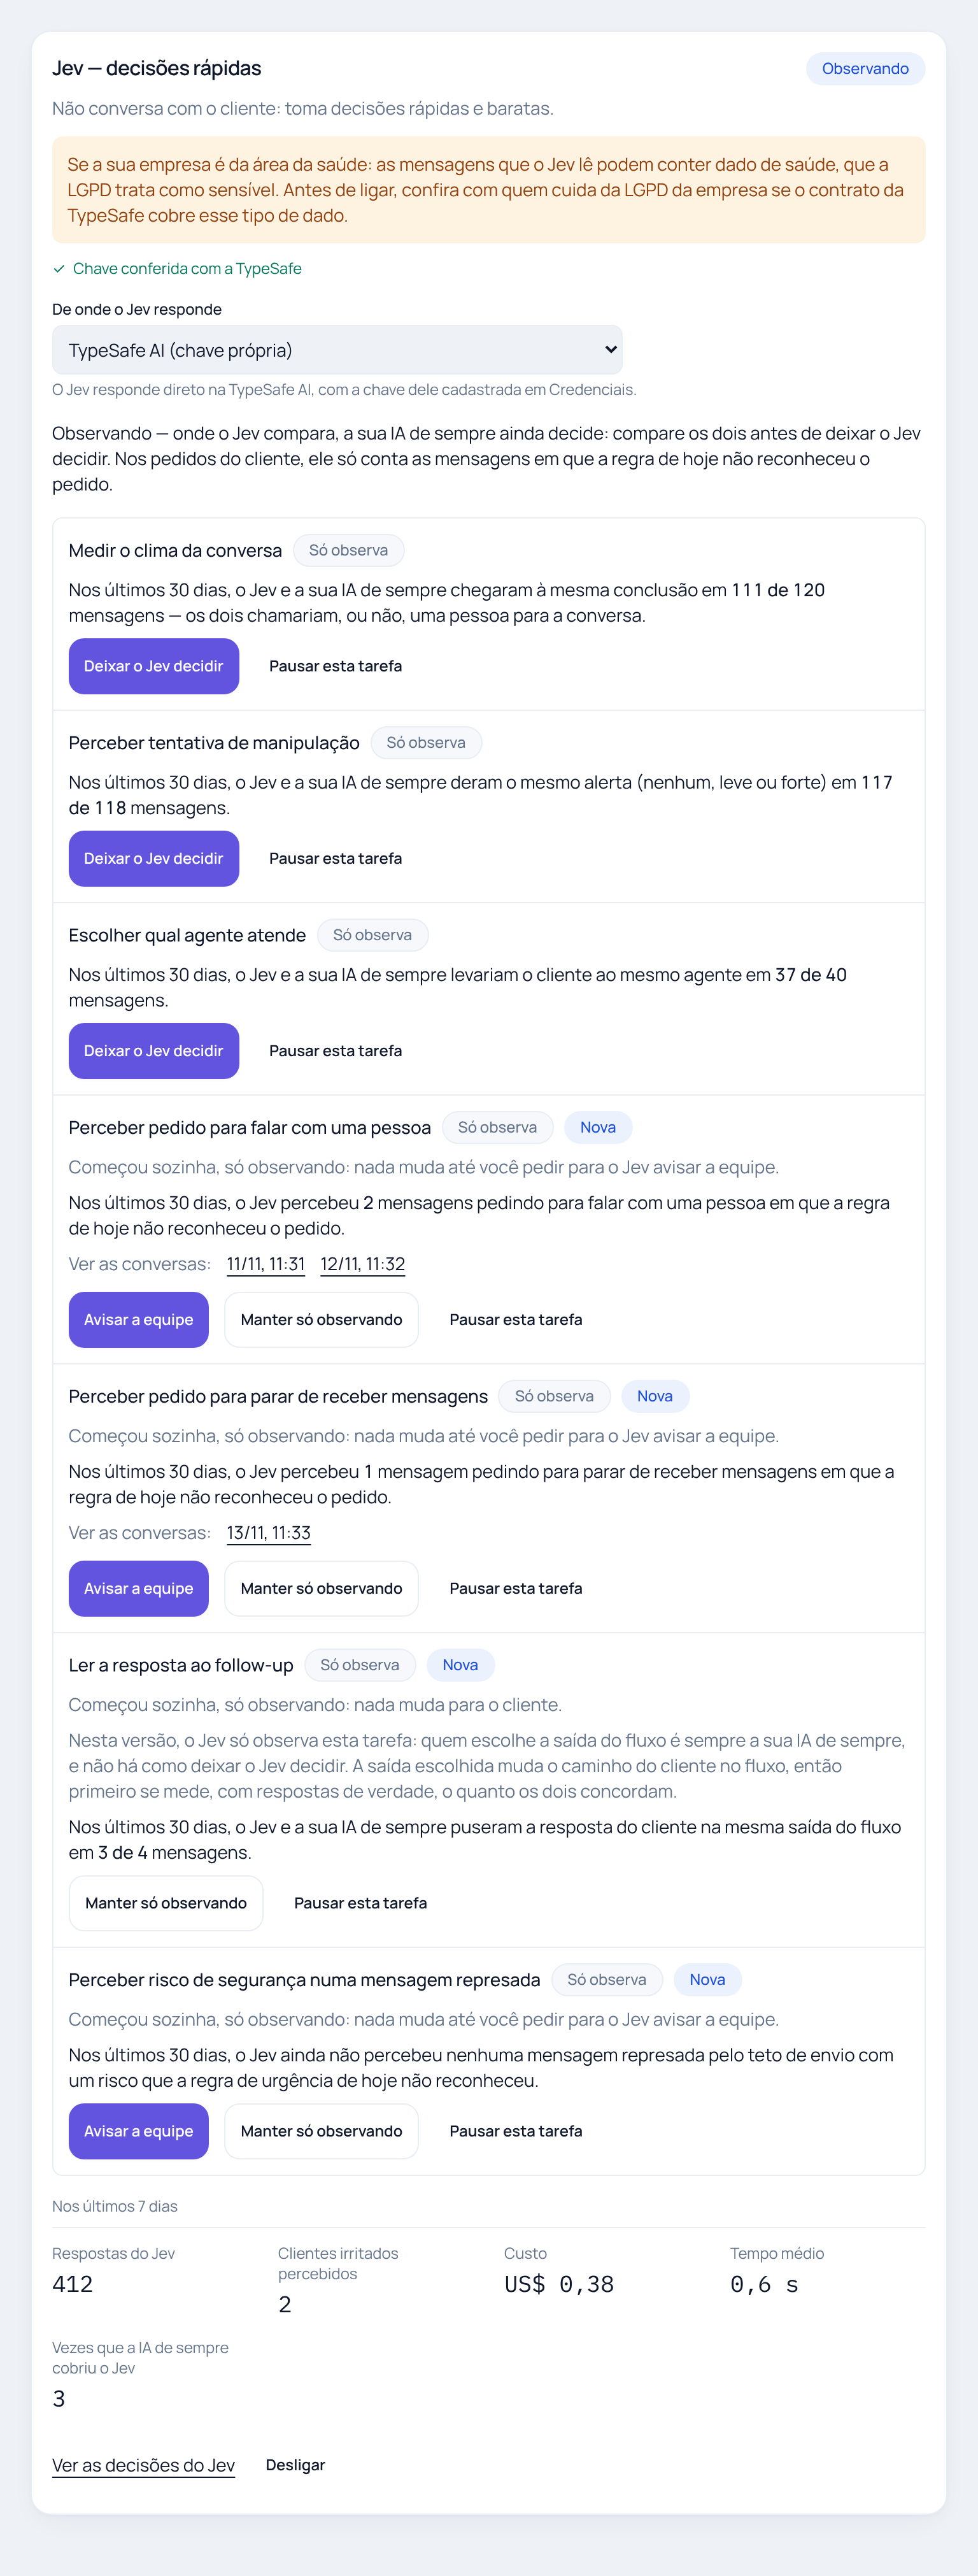 Jev — decisões rápidas
Observando
Não conversa com o cliente: toma decisões rápidas e baratas.
Se a sua empresa é da área da saúde: as mensagens que o Jev lê podem conter dado de saúde, que a
LGPD trata como sensível. Antes de ligar, confira com quem cuida da LGPD da empresa se o contrato da
TypeSafe cobre esse tipo de dado.
✓ Chave conferida com a TypeSafe
De onde o Jev responde
TypeSafe AI (chave própria)
O Jev responde direto na TypeSafe AI, com a chave dele cadastrada em Credenciais.
Observando — onde o Jev compara, a sua IA de sempre ainda decide: compare os dois antes de deixar o Jev
decidir. Nos pedidos do cliente, ele só conta as mensagens em que a regra de hoje não reconheceu o
pedido.
Medir o clima da conversa Só observa
Nos últimos 30 dias, o Jev e a sua IA de sempre chegaram à mesma conclusão em 111 de 120
mensagens — os dois chamariam, ou não, uma pessoa para a conversa.
Deixar o Jev decidir Pausar esta tarefa
Perceber tentativa de manipulação Só observa
Nos últimos 30 dias, o Jev e a sua IA de sempre deram o mesmo alerta (nenhum, leve ou forte) em 117
de 118 mensagens.
Deixar o Jev decidir Pausar esta tarefa
Escolher qual agente atende Só observa
Nos últimos 30 dias, o Jev e a sua IA de sempre levariam o cliente ao mesmo agente em 37 de 40
mensagens.
Deixar o Jev decidir Pausar esta tarefa
Perceber pedido para falar com uma pessoa Só observa Nova
Começou sozinha, só observando: nada muda até você pedir para o Jev avisar a equipe.
Nos últimos 30 dias, o Jev percebeu 2 mensagens pedindo para falar com uma pessoa em que a regra
de hoje não reconheceu o pedido.
Ver as conversas: 11/11, 11:31 12/11, 11:32
Avisar a equipe Manter só observando Pausar esta tarefa
Perceber pedido para parar de receber mensagens Só observa Nova
Começou sozinha, só observando: nada muda até você pedir para o Jev avisar a equipe.
Nos últimos 30 dias, o Jev percebeu 1 mensagem pedindo para parar de receber mensagens em que a
regra de hoje não reconheceu o pedido.
Ver as conversas: 13/11, 11:33
Avisar a equipe Manter só observando Pausar esta tarefa
Ler a resposta ao follow-up Só observa Nova
Começou sozinha, só observando: nada muda para o cliente.
Nesta versão, o Jev só observa esta tarefa: quem escolhe a saída do fluxo é sempre a sua IA de sempre,
e não há como deixar o Jev decidir. A saída escolhida muda o caminho do cliente no fluxo, então
primeiro se mede, com respostas de verdade, o quanto os dois concordam.
Nos últimos 30 dias, o Jev e a sua IA de sempre puseram a resposta do cliente na mesma saída do fluxo
em 3 de 4 mensagens.
Manter só observando Pausar esta tarefa
Perceber risco de segurança numa mensagem represada Só observa Nova
Começou sozinha, só observando: nada muda até você pedir para o Jev avisar a equipe.
Nos últimos 30 dias, o Jev ainda não percebeu nenhuma mensagem represada pelo teto de envio com
um risco que a regra de urgência de hoje não reconheceu.
Avisar a equipe Manter só observando Pausar esta tarefa
Nos últimos 7 dias
Respostas do Jev
412
Clientes irritados
percebidos
2
Custo
US$ 0,38
Tempo médio
0,6 s
Vezes que a IA de sempre
cobriu o Jev
3
Ver as decisões do Jev Desligar